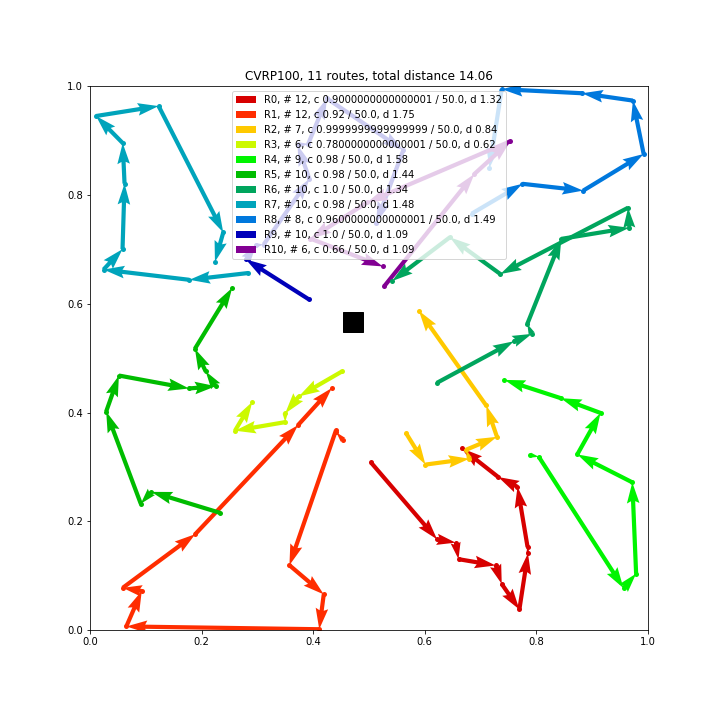 CVRP100, 11 routes, total distance 14.06
R0, # 12, c 0.9000000000000001 / 50.0, d 1.32
R1, # 12, c 0.92 / 50.0, d 1.75
R2, # 7, c 0.9999999999999999 / 50.0, d 0.84
R3, # 6, c 0.7800000000000001 / 50.0, d 0.62
R4, # 9, c 0.98 / 50.0, d 1.58
R5, # 10, c 0.98 / 50.0, d 1.44
R6, # 10, c 1.0 / 50.0, d 1.34
R7, # 10, c 0.98 / 50.0, d 1.48
R8, # 8, c 0.9600000000000001 / 50.0, d 1.49
R9, # 10, c 1.0 / 50.0, d 1.09
R10, # 6, c 0.66 / 50.0, d 1.09
1.0
0.8
0.6
0.4
0.2
0.0
0.0 0.2 0.4 0.6 0.8 1.0